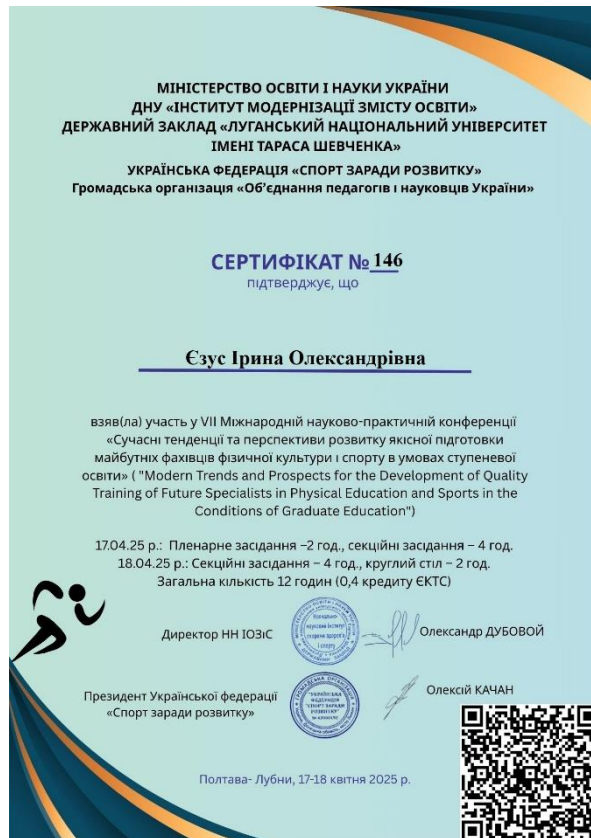 МІНІСТЕРСТВО ОСВІТИ І НАУКИ УКРАЇНИ
ДНУ «ІНСТИТУТ МОДЕРНІЗАЦІЇ ЗМІСТУ ОСВІТИ»
ДЕРЖАВНИЙ ЗАКЛАД «ЛУГАНСЬКИЙ НАЦІОНАЛЬНИЙ УНІВЕРСИТЕТ
ІМЕНІ ТАРАСА ШЕВЧЕНКА»
УКРАЇНСЬКА ФЕДЕРАЦІЯ «СПОРТ ЗАРАДИ РОЗВИТКУ»
Громадська організація «Об’єднання педагогів і науковців України»
СЕРТИФІКАТ № 146
підтверджує, що
Єзус Ірина Олександрівна
взяв(ла) участь у VII Міжнародній науково-практичній конференції
«Сучасні тенденції та перспективи розвитку якісної підготовки
майбутніх фахівців фізичної культури і спорту в умовах ступеневої
освіти» ( "Modern Trends and Prospects for the Development of Quality
Training of Future Specialists in Physical Education and Sports in the
Conditions of Graduate Education")
17.04.25 р.: Пленарне засідання –2 год., секційні засідання – 4 год.
18.04.25 р.: Секційні засідання – 4 год., круглий стіл – 2 год.
Загальна кількість 12 годин (0,4 кредиту ЄКТС)
Директор НН ІОЗіС
Олександр ДУБОВОЙ
Президент Української федерації
«Спорт заради розвитку»
"УКРАЇНСЬКА
ФЕДЕРАЦІЯ
"СПОРТ ЗАРАДИ
РОЗВИТКУ"
Олексій КАЧАН
Полтава- Лубни, 17-18 квітня 2025 р.